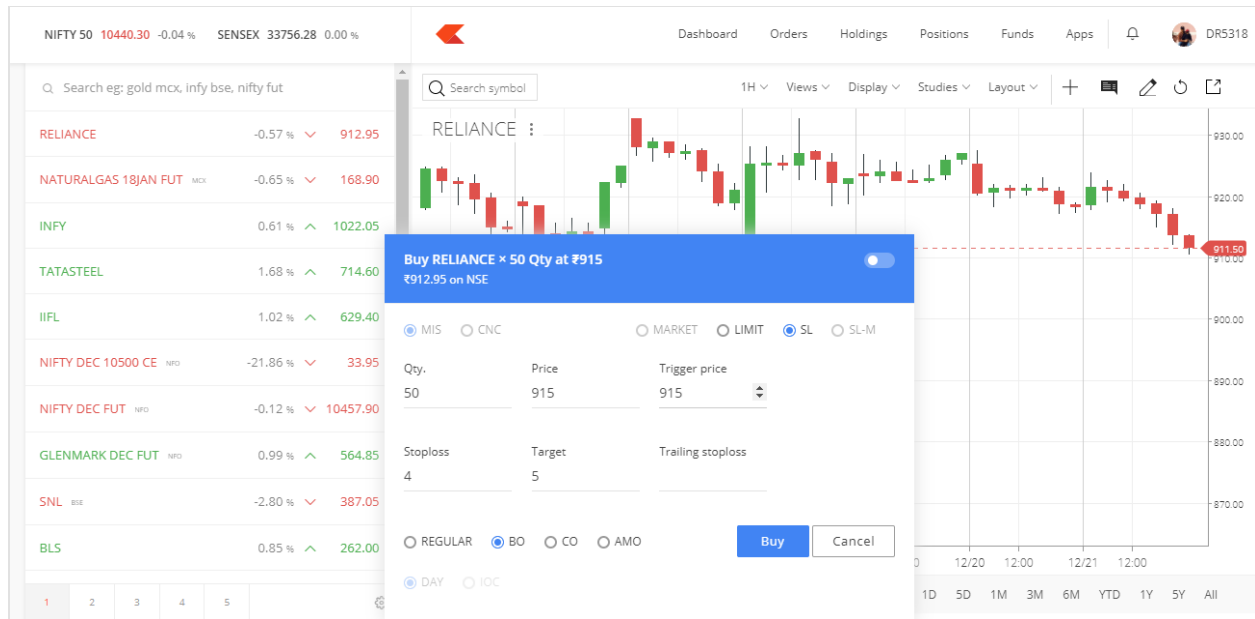 NIFTY 50 10440.30 -0.04 % SENSEX 33756.28 0.00 %
Dashboard Orders Holdings Positions Funds Apps DR5318
Search eg: gold mcx, infy bse, nifty fut
RELIANCE -0.57 % 912.95
NATURALGAS 18JAN FUT MCX -0.65 % 168.90
INFY 0.61 % 1022.05
TATASTEEL 1.68 % 714.60
IIFL 1.02 % 629.40
NIFTY DEC 10500 CE NFO -21.86 % 33.95
NIFTY DEC FUT NFO -0.12 % 10457.90
GLENMARK DEC FUT NFO 0.99 % 564.85
SNL BSE -2.80 % 387.05
BLS 0.85 % 262.00
1 2 3 4 5
Search symbol 1H Views Display Studies Layout
RELIANCE
930.00
920.00
911.50
910.00
900.00
890.00
880.00
870.00
Buy RELIANCE × 50 Qty at ₹915
₹912.95 on NSE
MIS CNC MARKET LIMIT SL SL-M
Qty. Price Trigger price
50 915 915
Stoploss Target Trailing stoploss
4 5
REGULAR BO CO AMO Buy Cancel
DAY IOC
12/20 12:00 12/21 12:00
1D 5D 1M 3M 6M YTD 1Y 5Y All